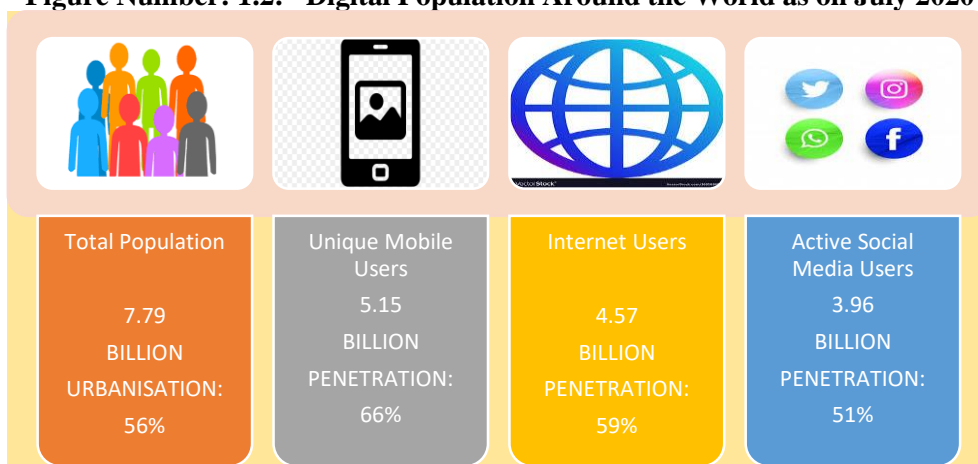 Figure Number: 1.2: Digital Population Around the World as on July 2020
VectorStock®
Total Population
7.79
BILLION
URBANISATION:
56%
Unique Mobile
Users
5.15
BILLION
PENETRATION:
66%
Internet Users
4.57
BILLION
PENETRATION:
59%
Active Social
Media Users
3.96
BILLION
PENETRATION:
51%